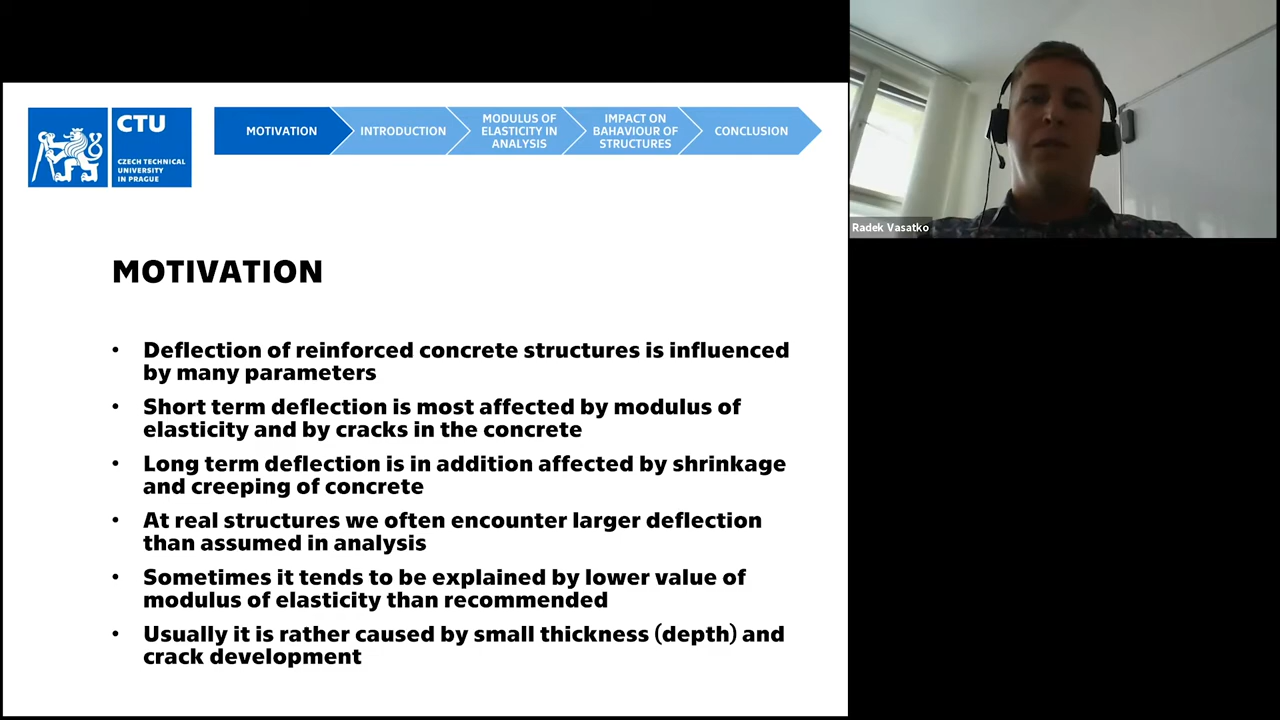 CTU
CZECH TECHNICAL
UNIVERSITY
IN PRAGUE
MOTIVATION
INTRODUCTION
MODULUS OF
ELASTICITY IN
ANALYSIS
IMPACT ON
BAHAVIOUR OF
STRUCTURES
CONCLUSION
Radek Vasatko
MOTIVATION
• Deflection of reinforced concrete structures is influenced
by many parameters
• Short term deflection is most affected by modulus of
elasticity and by cracks in the concrete
• Long term deflection is in addition affected by shrinkage
and creeping of concrete
• At real structures we often encounter larger deflection
than assumed in analysis
• Sometimes it tends to be explained by lower value of
modulus of elasticity than recommended
• Usually it is rather caused by small thickness (depth) and
crack development